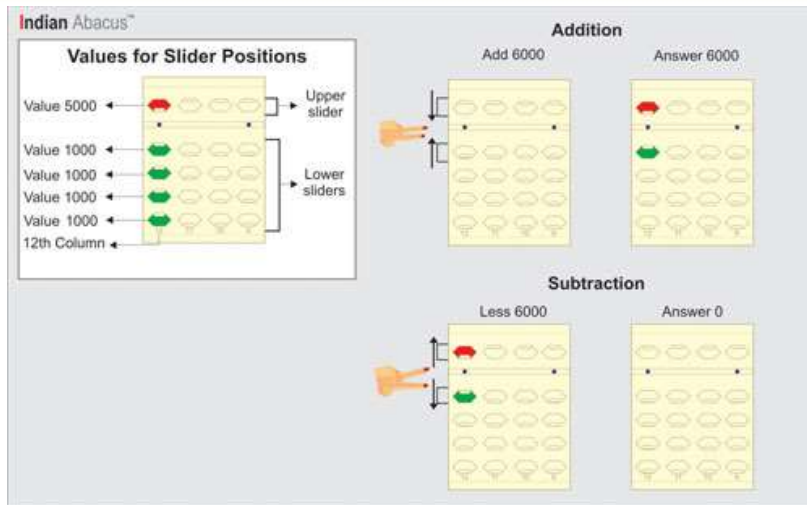 Indian Abacus™
Values for Slider Positions
Value 5000
Upper
slider
Value 1000
Value 1000
Value 1000
Value 1000
Lower
sliders
12th Column
Addition
Add 6000
Answer 6000
Subtraction
Less 6000
Answer 0